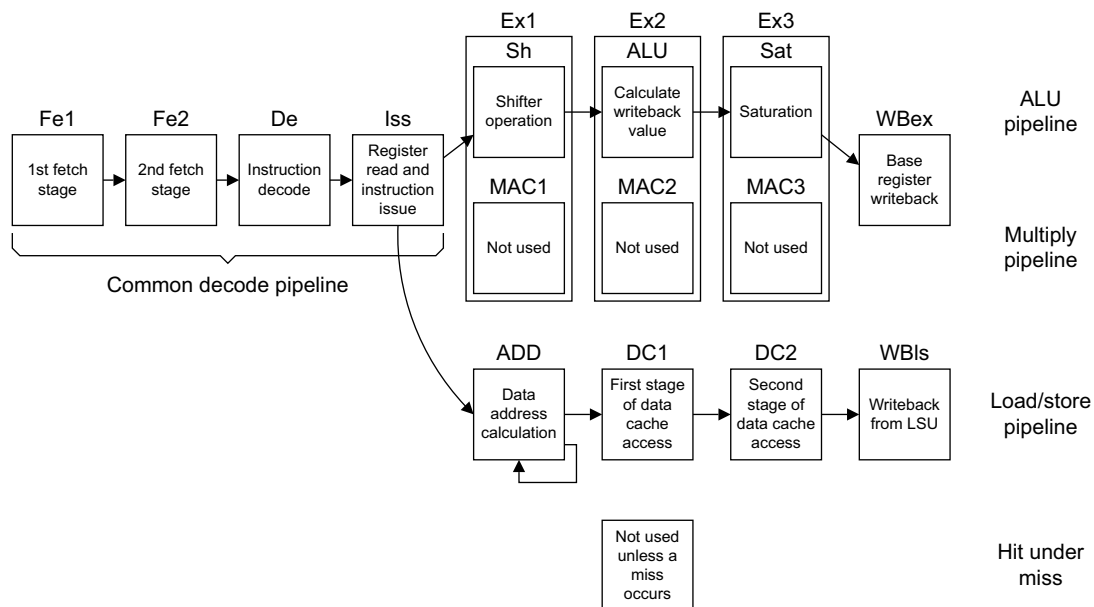 Ex1
Ex2
Ex3
Sh
ALU
Sat
Shifter
operation
Calculate
writeback
value
Saturation
ALU
pipeline
Fe1
Fe2
De
Iss
WBex
1st fetch
stage
2nd fetch
stage
Instruction
decode
Register
read and
instruction
issue
Base
register
writeback
MAC1
MAC2
MAC3
Not used
Not used
Not used
Multiply
pipeline
Common decode pipeline
ADD
DC1
DC2
WBls
Data
address
calculation
First stage
of data
cache
access
Second
stage of
data cache
access
Writeback
from LSU
Load/store
pipeline
Not used
unless a
miss
occurs
Hit under
miss